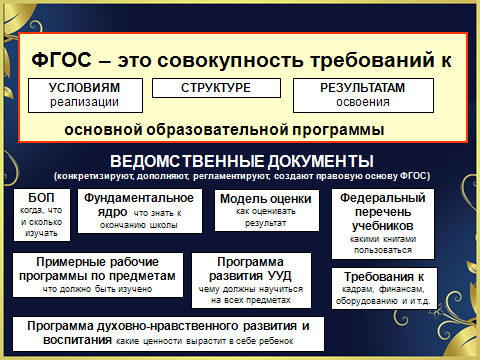 ФГОС – это совокупность требований к
УСЛОВИЯМ
реализации
СТРУКТУРЕ
РЕЗУЛЬТАТАМ
освоения
основной образовательной программы
ВЕДОМСТВЕННЫЕ ДОКУМЕНТЫ
(конкретизируют, дополняют, регламентируют, создают правовую основу ФГОС)
БОП
когда, что
и сколько
изучать
Фундаментальное
ядро что знать к
окончанию школы
Модель оценки
как оценивать
результат
Федеральный
перечень
учебников
какими книгами
пользоваться
Примерные рабочие
программы по предметам
что должно быть изучено
Программа
развития УУД
чему должны научиться
на всех предметах
Требования к
кадрам, финансам,
оборудованию и и т.д.
Программа духовно-нравственного развития и
воспитания какие ценности вырастит в себе ребенок